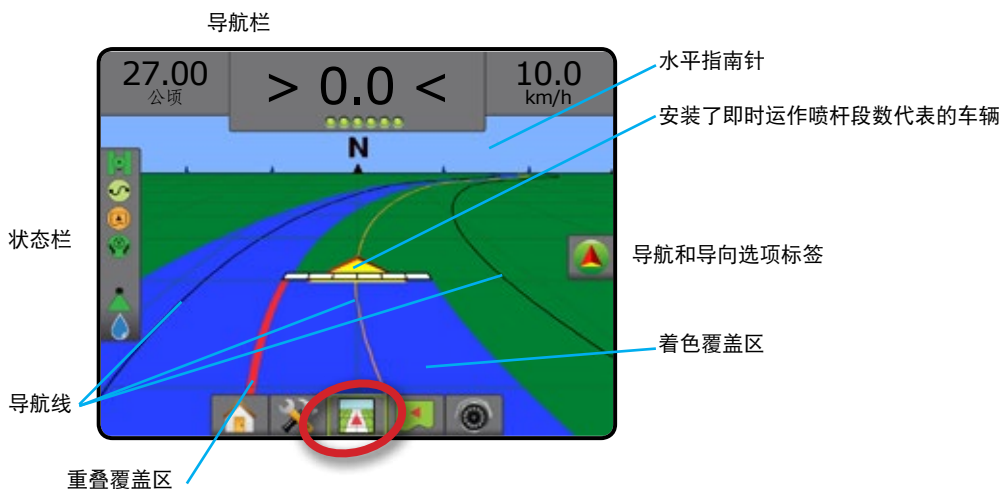 导航栏
27.00
公顷
> 0.0 <
10.0
km/h
N
水平指南针
安装了即时运作喷杆段数代表的车辆
状态栏
导航和导向选项标签
着色覆盖区
导航线
重叠覆盖区